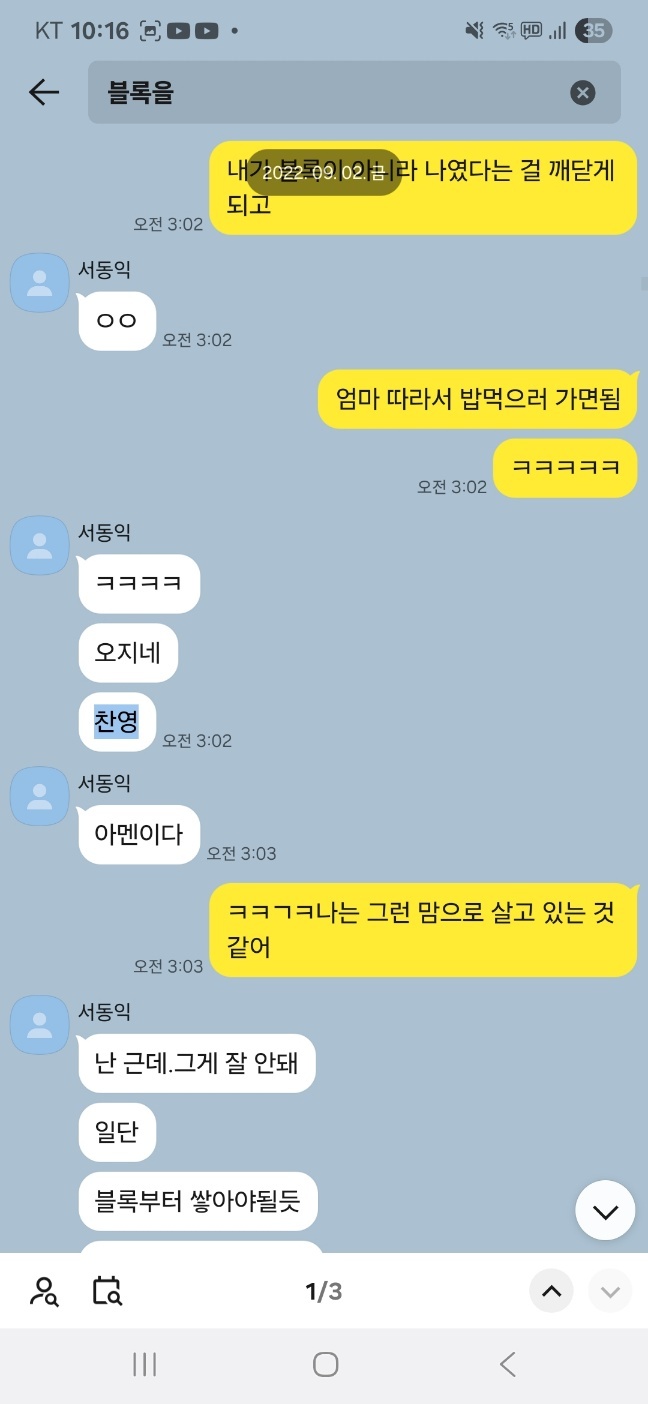 KT 10:16
HD
35
블록을
내가 블록이 아니라 나였다는 걸 깨닫게
되고
2022. 09. 02. 금
오전 3:02
서동익
ㅇㅇ
오전 3:02
엄마 따라서 밥먹으러 가면됨
ㅋㅋㅋㅋㅋ
오전 3:02
서동익
ㅋㅋㅋㅋ
오지네
찬영
오전 3:02
서동익
아멘이다
오전 3:03
ㅋㅋㄱㅋ나는 그런 맘으로 살고 있는 것
같어
오전 3:03
서동익
난 근데.그게 잘 안돼
일단
블록부터 쌓아야될듯
1/3